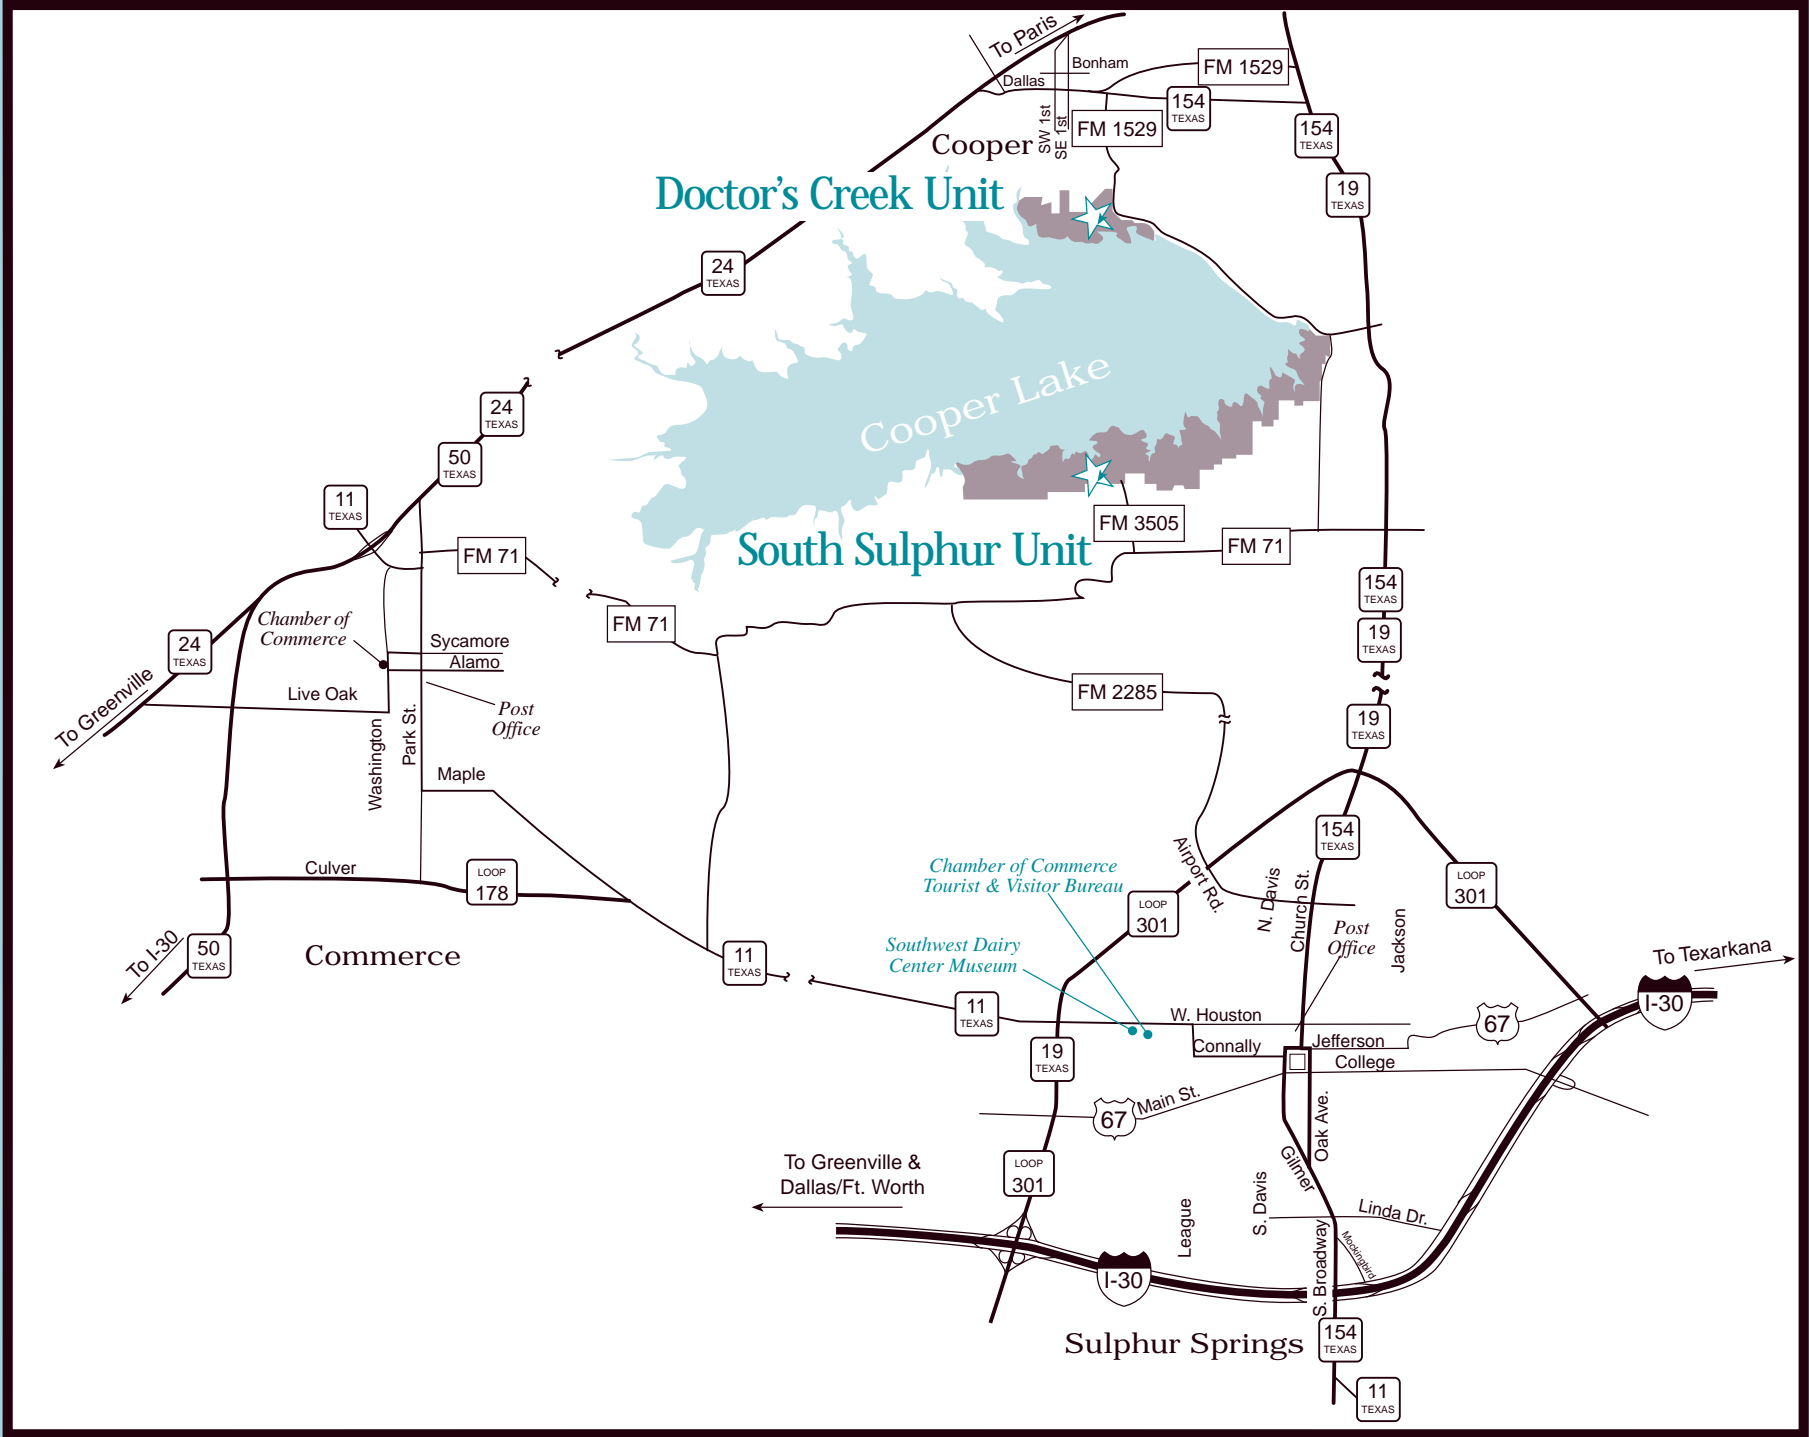 To Paris
Bonham
Dallas
FM 1529
154
TEXAS
SW 1st
SE 1st
FM 1529
154
TEXAS
Cooper
Doctor's Creek Unit
19
TEXAS
24
TEXAS
Cooper Lake
24
TEXAS
50
TEXAS
11
TEXAS
FM 3505
South Sulphur Unit
FM 71
FM 71
154
TEXAS
FM 71
Chamber of
Commerce
24
TEXAS
Sycamore
Alamo
19
TEXAS
Live Oak
FM 2285
To Greenville
Post
Office
Washington
Park St.
19
TEXAS
Maple
154
TEXAS
Airport Rd.
Chamber of Commerce
Tourist & Visitor Bureau
Culver
LOOP
178
LOOP
301
N. Davis
Church St.
LOOP
301
Post
Office
Jackson
To I-30
50
TEXAS
Commerce
11
TEXAS
Southwest Dairy
Center Museum
To Texarkana
I-30
11
TEXAS
W. Houston
67
19
TEXAS
Connally
Jefferson
College
67
Main St.
Oak Ave.
Gilmer
To Greenville &
Dallas/Ft. Worth
LOOP
301
League
S. Davis
Linda Dr.
Mockingbird
S. Broadway
I-30
Sulphur Springs
154
TEXAS
11
TEXAS